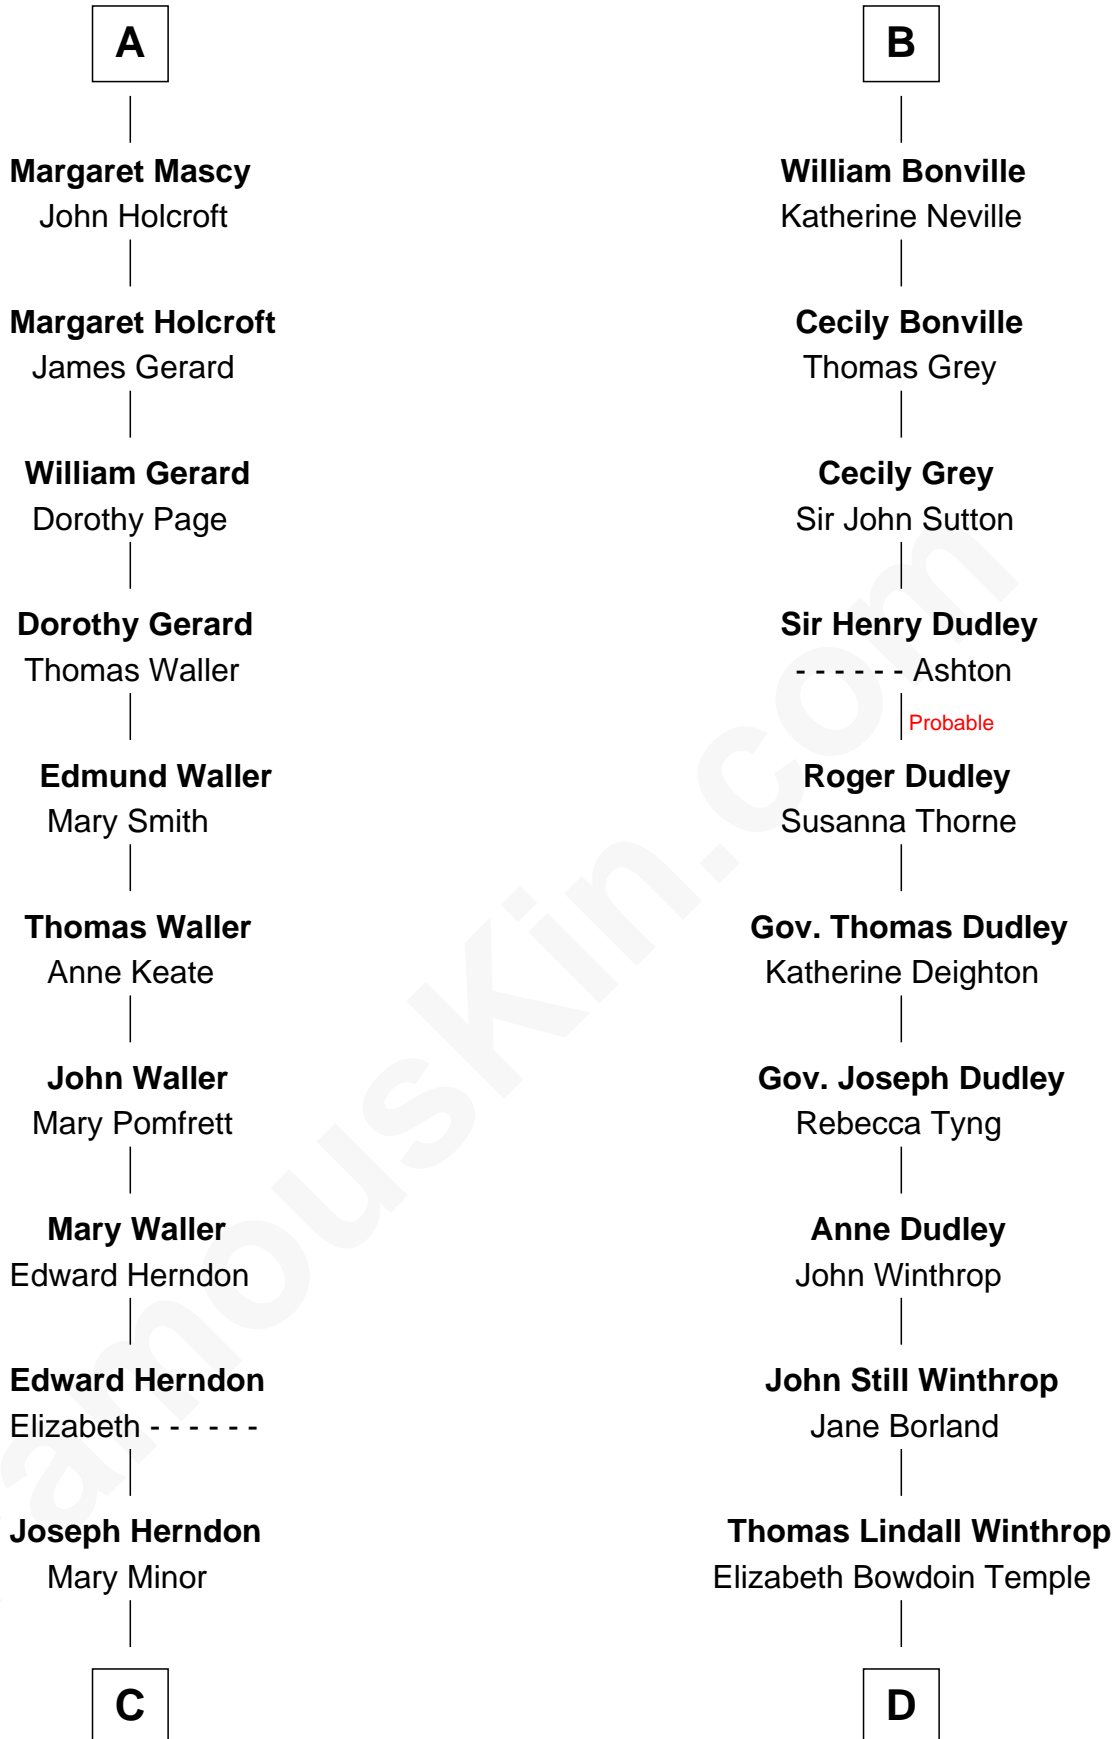 A
Margaret Mascy
John Holcroft
Margaret Holcroft
James Gerard
William Gerard
Dorothy Page
Dorothy Gerard
Thomas Waller
Edmund Waller
Mary Smith
Thomas Waller
Anne Keate
John Waller
Mary Pomfrett
Mary Waller
Edward Herndon
Edward Herndon
Elizabeth - - - - - -
Joseph Herndon
Mary Minor
C
B
William Bonville
Katherine Neville
Cecily Bonville
Thomas Grey
Cecily Grey
Sir John Sutton
Sir Henry Dudley
- - - - - - Ashton
Probable
Roger Dudley
Susanna Thorne
Gov. Thomas Dudley
Katherine Deighton
Gov. Joseph Dudley
Rebecca Tyng
Anne Dudley
John Winthrop
John Still Winthrop
Jane Borland
Thomas Lindall Winthrop
Elizabeth Bowdoin Temple
D
amouskin.com